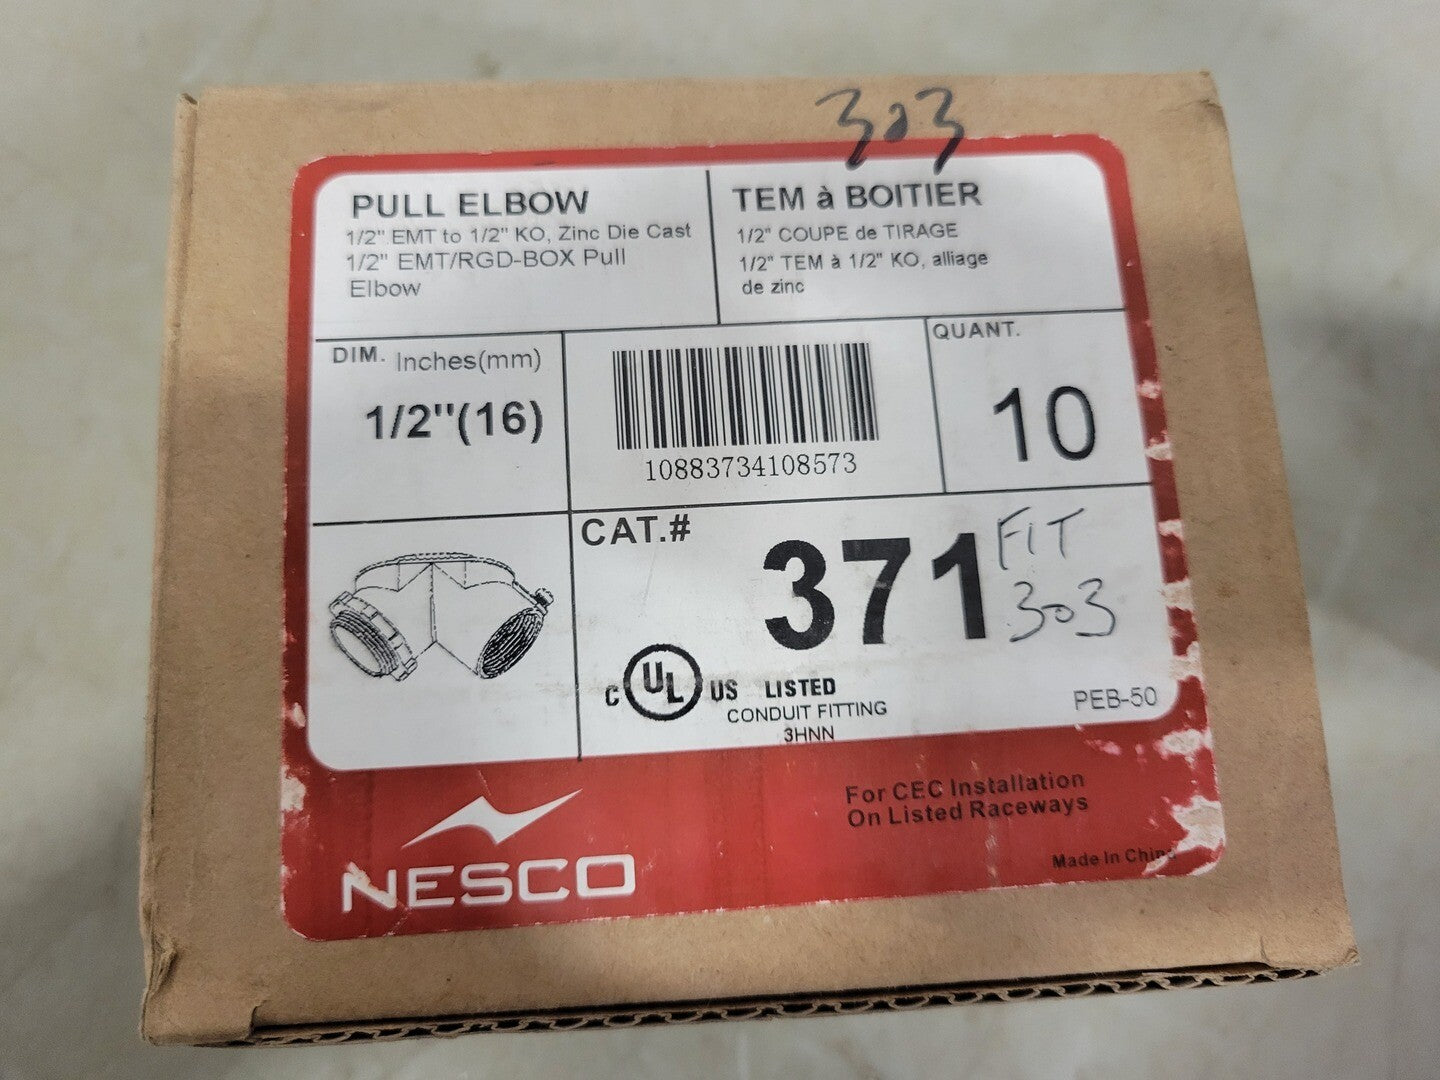 303
PULL ELBOW
1/2" EMT to 1/2" KO, Zinc Die Cast
1/2" EMT/RGD-BOX Pull
Elbow
TEM à BOITIER
1/2" COUPE de TIRAGE
1/2" TEM à 1/2" KO, alliage
de zinc
DIM. Inches(mm)
1/2"(16)
10883734108573
QUANT.
10
CAT.#
371
FIT
303
C UL US LISTED
CONDUIT FITTING
3HNN
PEB-50
For CEC Installation
On Listed Raceways
Made In China
NESCO